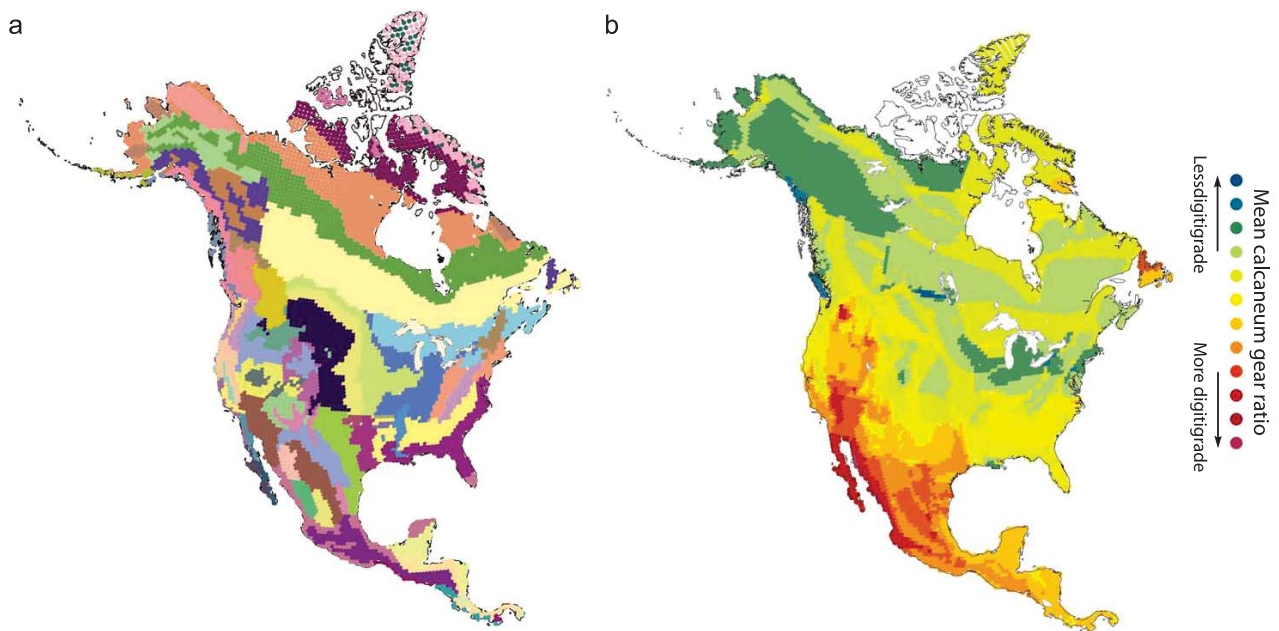 a
b
Lessdigitigrade
More digitigrade
Mean calcaneum gear ratio